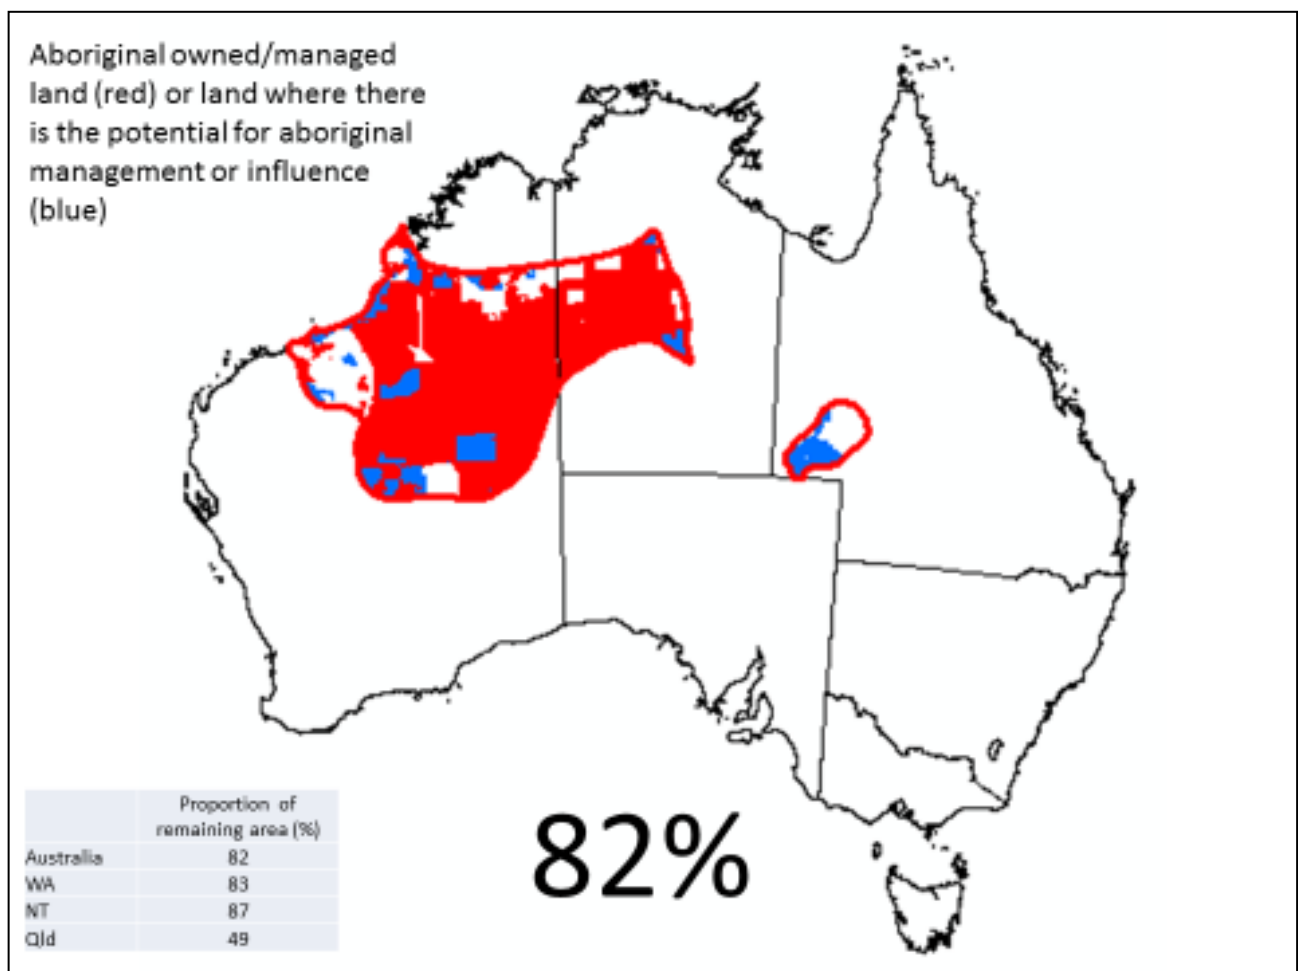 Aboriginal owned/managed
land (red) or land where there
is the potential for aboriginal
management or influence
(blue)
Proportion of
remaining area (%)
Australia 82
WA 83
NT 87
Qld 49
82%